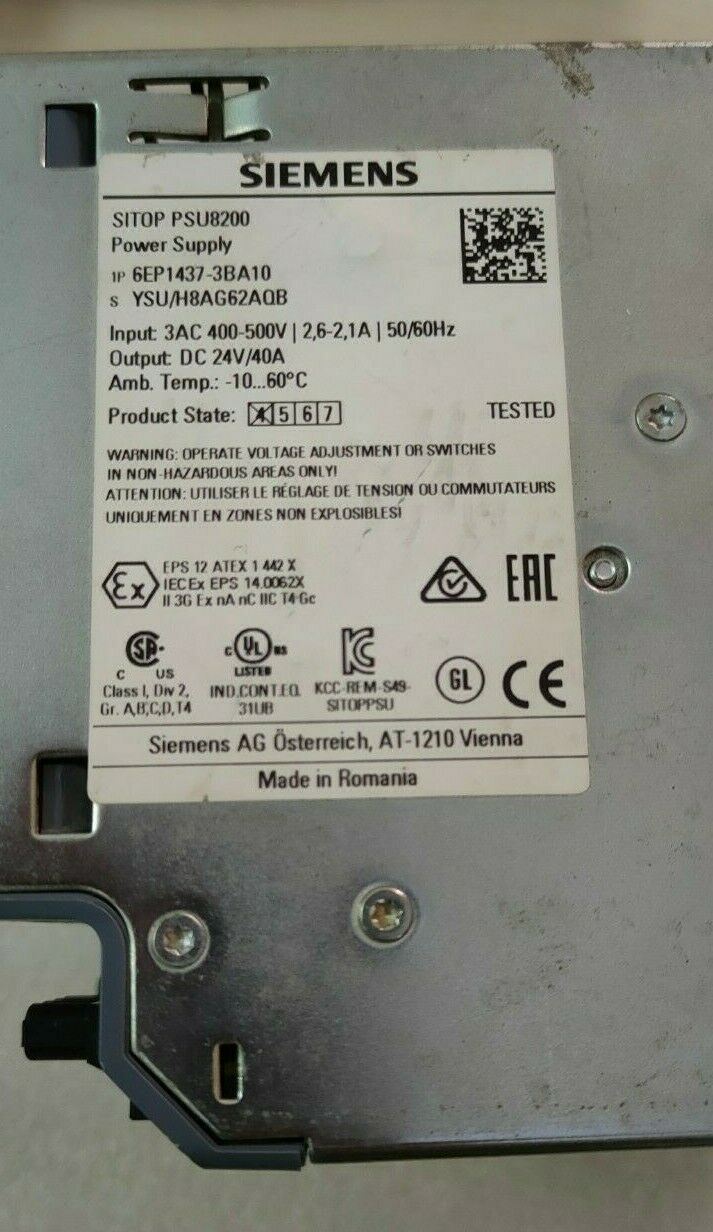 SIEMENS
SITOP PSU8200
Power Supply
1P 6EP1437-3BA10
S YSU/H8AG62AQB
Input: 3AC 400-500V | 2,6-2,1A | 50/60Hz
Output: DC 24V/40A
Amb. Temp.: -10...60°C
Product State: 4 5 6 7 TESTED
WARNING: OPERATE VOLTAGE ADJUSTMENT OR SWITCHES
IN NON-HAZARDOUS AREAS ONLY!
ATTENTION: UTILISER LE RÉGLAGE DE TENSION OU COMMUTATEURS
UNIQUEMENT EN ZONES NON EXPLOSIBLES!
Ex
EPS 12 ATEX 1 442 X
IECEx EPS 14.0062X
II 3G Ex nA nC IIC T4 Gc
EAC
SA
C US
Class I, Div 2,
Gr. A,B,C,D,T4
c UL us
LISTED
IND.CONT.EQ.
31UB
KCC-REM-S49-
SITOPPSU
GL
CE
Siemens AG Österreich, AT-1210 Vienna
Made in Romania